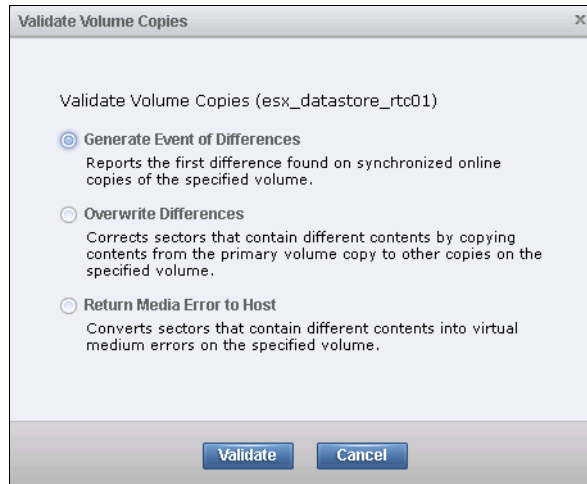 Validate Volume Copies
x
Validate Volume Copies (esx_datastore_rtc01)
Generate Event of Differences
Reports the first difference found on synchronized online
copies of the specified volume.
Overwrite Differences
Corrects sectors that contain different contents by copying
contents from the primary volume copy to other copies on the
specified volume.
Return Media Error to Host
Converts sectors that contain different contents into virtual
medium errors on the specified volume.
Validate Cancel